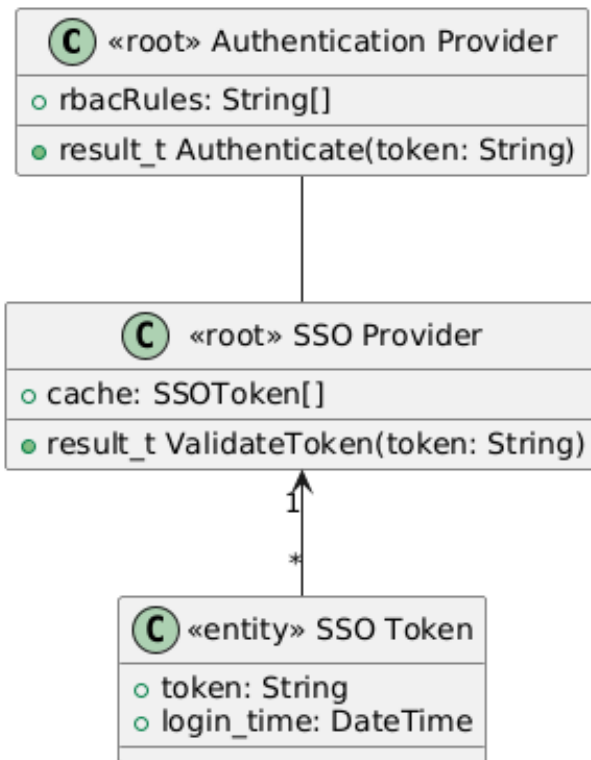 C «root» Authentication Provider
rbacRules: String[]
result_t Authenticate(token: String)
C «root» SSO Provider
cache: SSOToken[]
result_t ValidateToken(token: String)
1
*
C «entity» SSO Token
token: String
login_time: DateTime